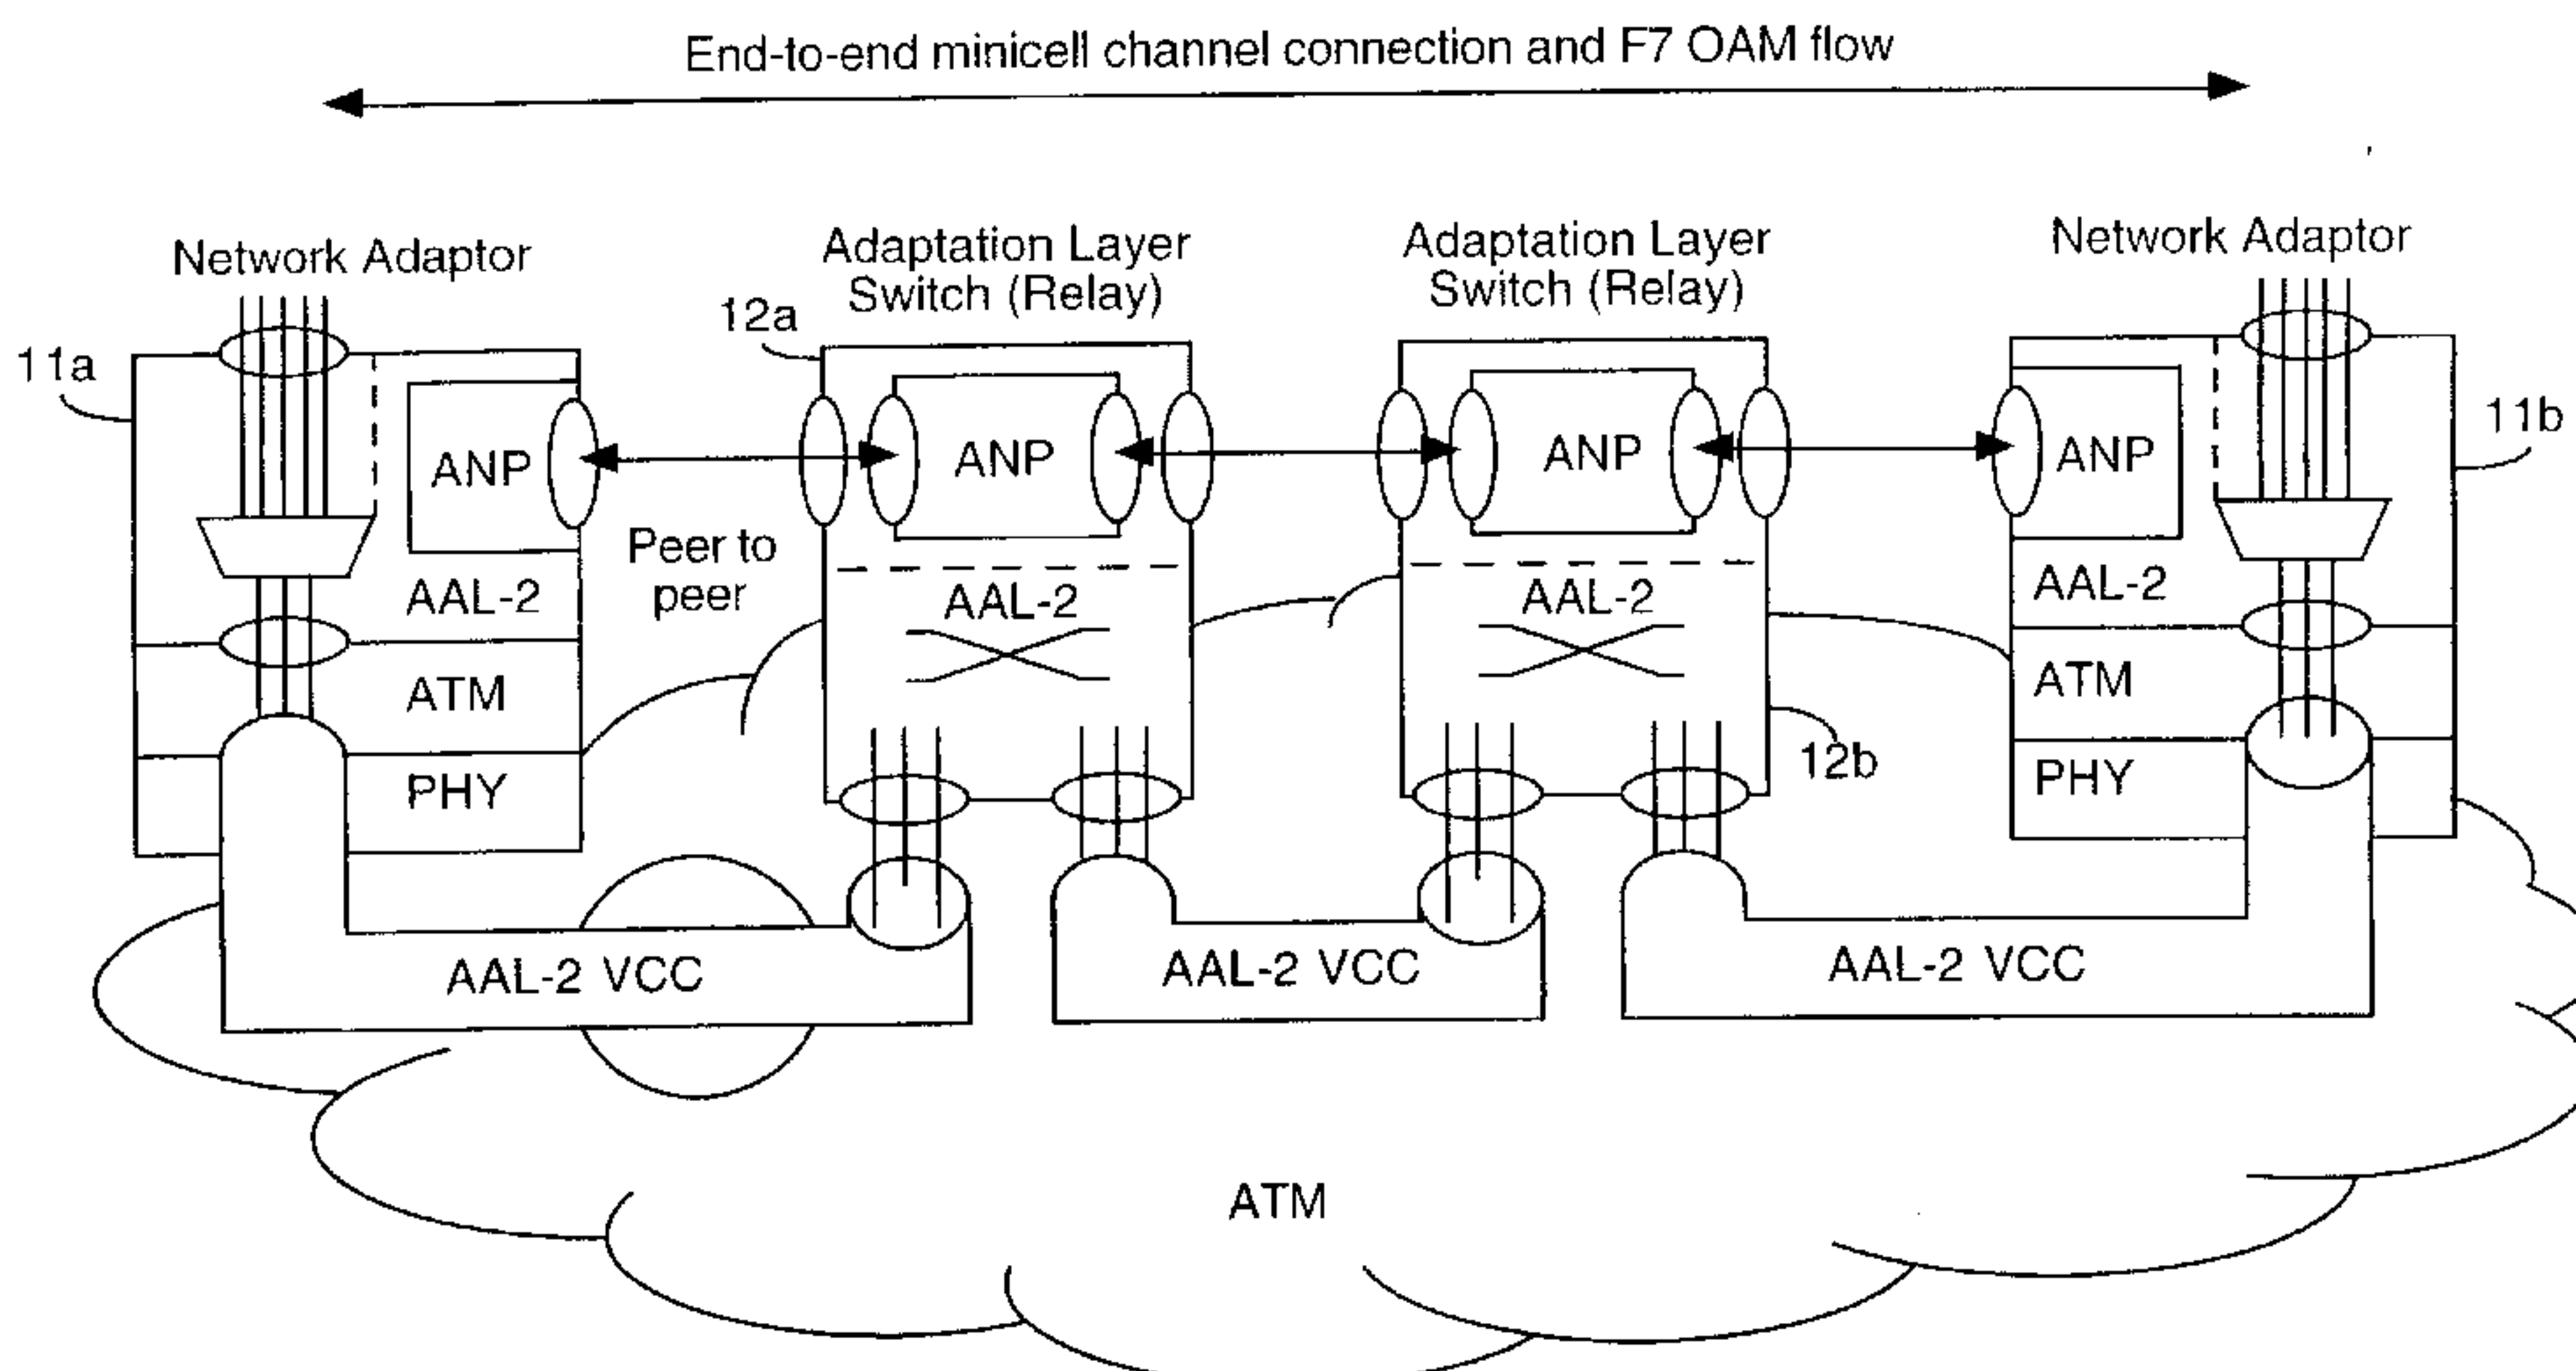 End-to-end minicell channel connection and F7 OAM flow
Network Adaptor
Adaptation Layer
Switch (Relay)
Adaptation Layer
Switch (Relay)
Network Adaptor
11a
12a
11b
ANP
ANP
ANP
ANP
Peer to
peer
AAL-2
AAL-2
AAL-2
AAL-2
ATM
ATM
12b
PHY
PHY
AAL-2 VCC
AAL-2 VCC
AAL-2 VCC
ATM